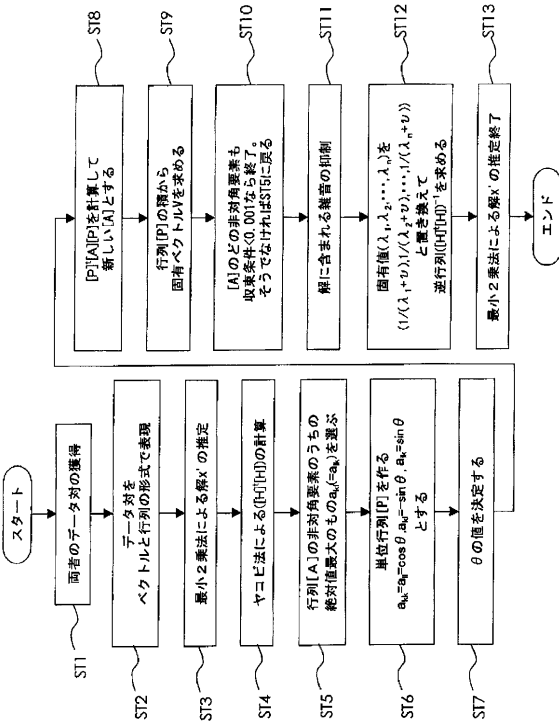 スタート
両者のデータ対の獲得
ST1
データ対を
ベクトルと行列の形式で表現
ST2
最小2乗法による解x'の推定
ST3
ヤコビ法による([H]ᵗ[H])の計算
ST4
行列[A]の非対角要素のうちの
絶対値最大のものaₖₗ(=aₗₖ)を選ぶ
ST5
単位行列[P]を作る
aₖₖ=aₗₗ=cosθ,aₖₗ=-sinθ,aₗₖ=sinθ
とする
ST6
θの値を決定する
ST7
[P]ᵗ[A][P]を計算して
新しい[A]とする
ST8
行列[P]の積から
固有ベクトルVを求める
ST9
[A]のどの非対角要素も
収束条件<0.001なら終了。
そうでなければST5に戻る
ST10
解に含まれる雑音の抑制
ST11
固有値(λ₁,λ₂,…,λₙ)を
(1/(λ₁+υ),1/(λ₂+υ),…,1/(λₙ+υ))
と置き換えて
逆行列([H]ᵗ[H])⁻¹を求める
ST12
最小2乗法による解x'の推定終了
ST13
エンド